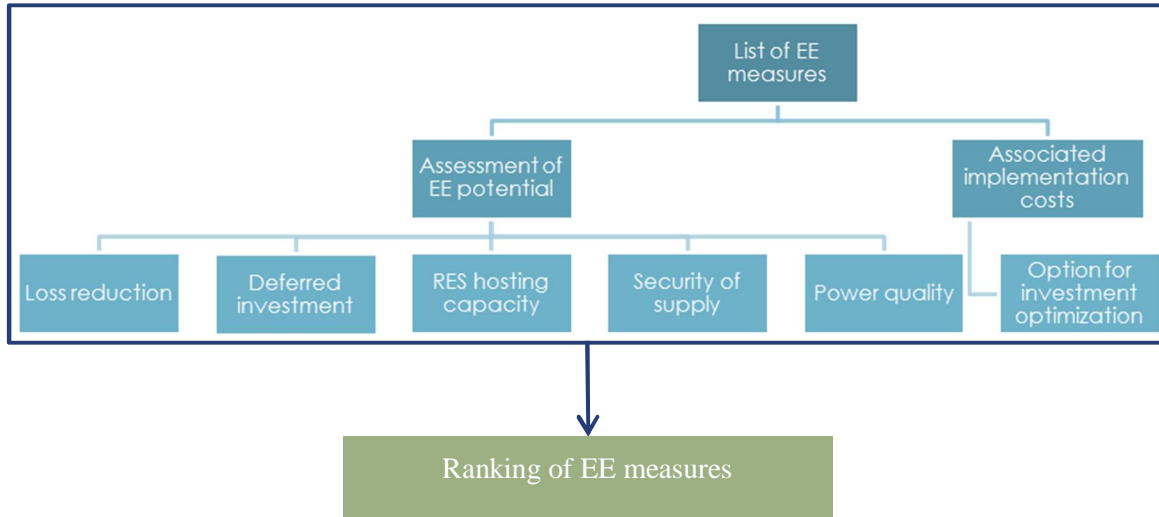 List of EE
measures
Assessment of
EE potential
Associated
implementation
costs
Loss reduction
Deferred
investment
RES hosting
capacity
Security of
supply
Power quality
Option for
investment
optimization
Ranking of EE measures